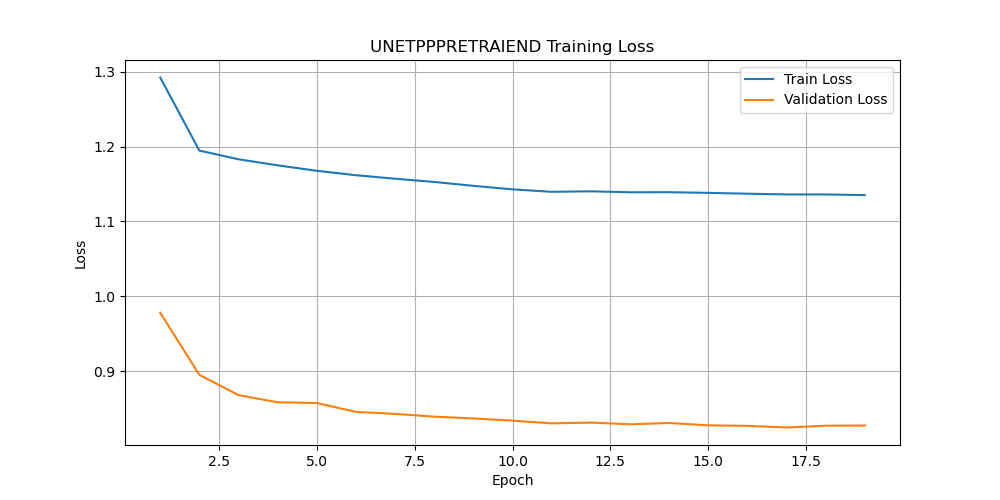 UNETPPPRETRAIEND Training Loss
Train Loss
Validation Loss
Loss
1.3
1.2
1.1
1.0
0.9
2.5 5.0 7.5 10.0 12.5 15.0 17.5
Epoch